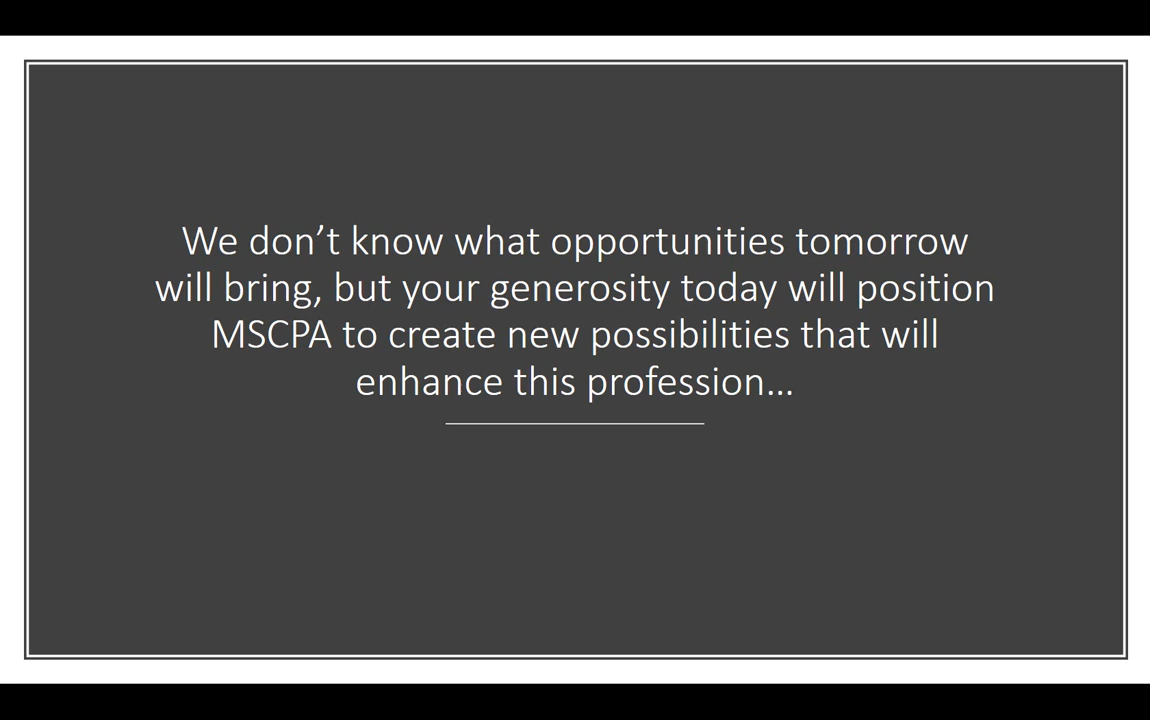 We don’t know what opportunities tomorrow
will bring, but your generosity today will position
MSCPA to create new possibilities that will
enhance this profession…